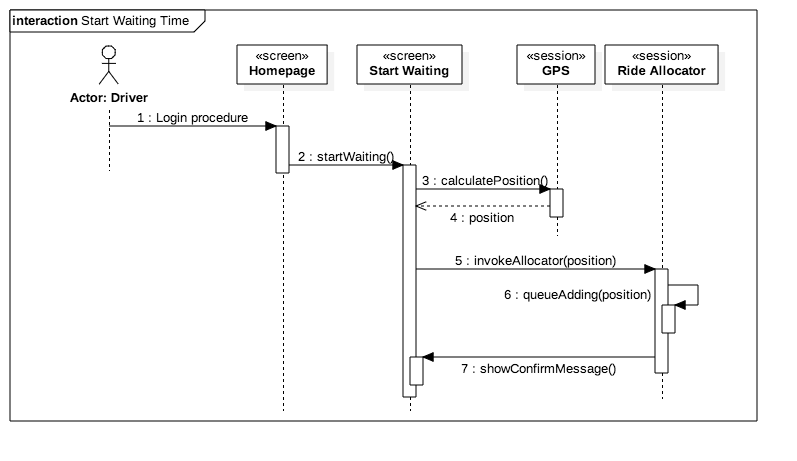 interaction Start Waiting Time
«screen»
Homepage
«screen»
Start Waiting
«session»
GPS
«session»
Ride Allocator
Actor: Driver
1 : Login procedure
2 : startWaiting()
3 : calculatePosition()
4 : position
5 : invokeAllocator(position)
6 : queueAdding(position)
7 : showConfirmMessage()